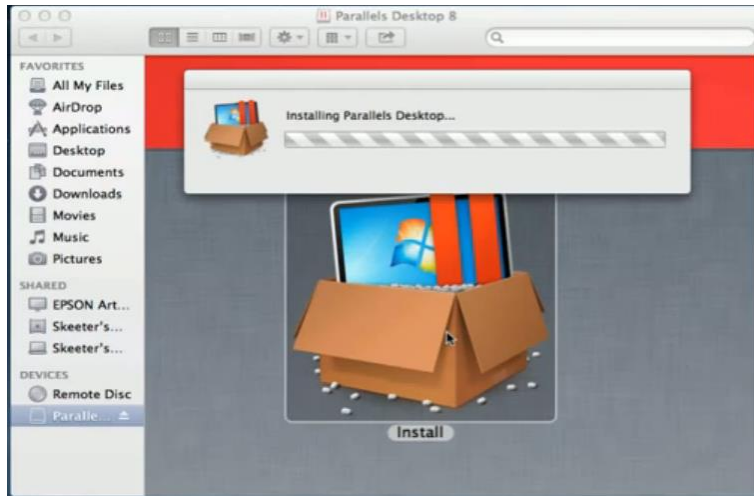 Parallels Desktop 8
FAVORITES
All My Files
AirDrop
Applications
Desktop
Documents
Downloads
Movies
Music
Pictures
SHARED
EPSON Art...
Skeeter's...
Skeeter's...
DEVICES
Remote Disc
Paralle...
Installing Parallels Desktop...
Install